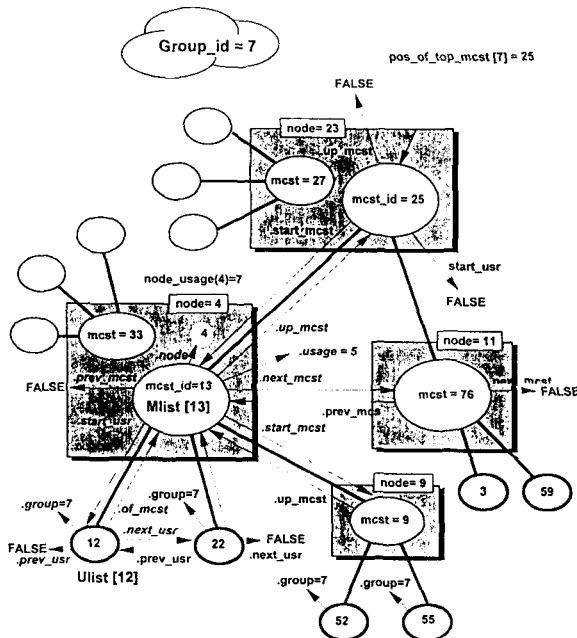 Group_id = 7
pos_of_top_mcst [7] = 25
FALSE
node= 23
.up_mcst
mcst = 27
mcst_id = 25
.start_mcst
start_usr
FALSE
node_usage(4)=7
node= 4
4
mcst = 33
.node
.up_mcst
.usage = 5
node= 11
FALSE
.prev_mcst
mcst_id=13
Mlist [13]
.next_mcst
mcst = 76
.next_mcst
FALSE
.start_usr
.prev_mcs
.start_mcst
3
59
.up_mcst
node= 9
mcst = 9
.group=7
.of_mcst
.group=7
12
.next_usr
22
FALSE
.prev_usr
.prev_usr
FALSE
.next_usr
Ulist [12]
.group=7
.group=7
52
55